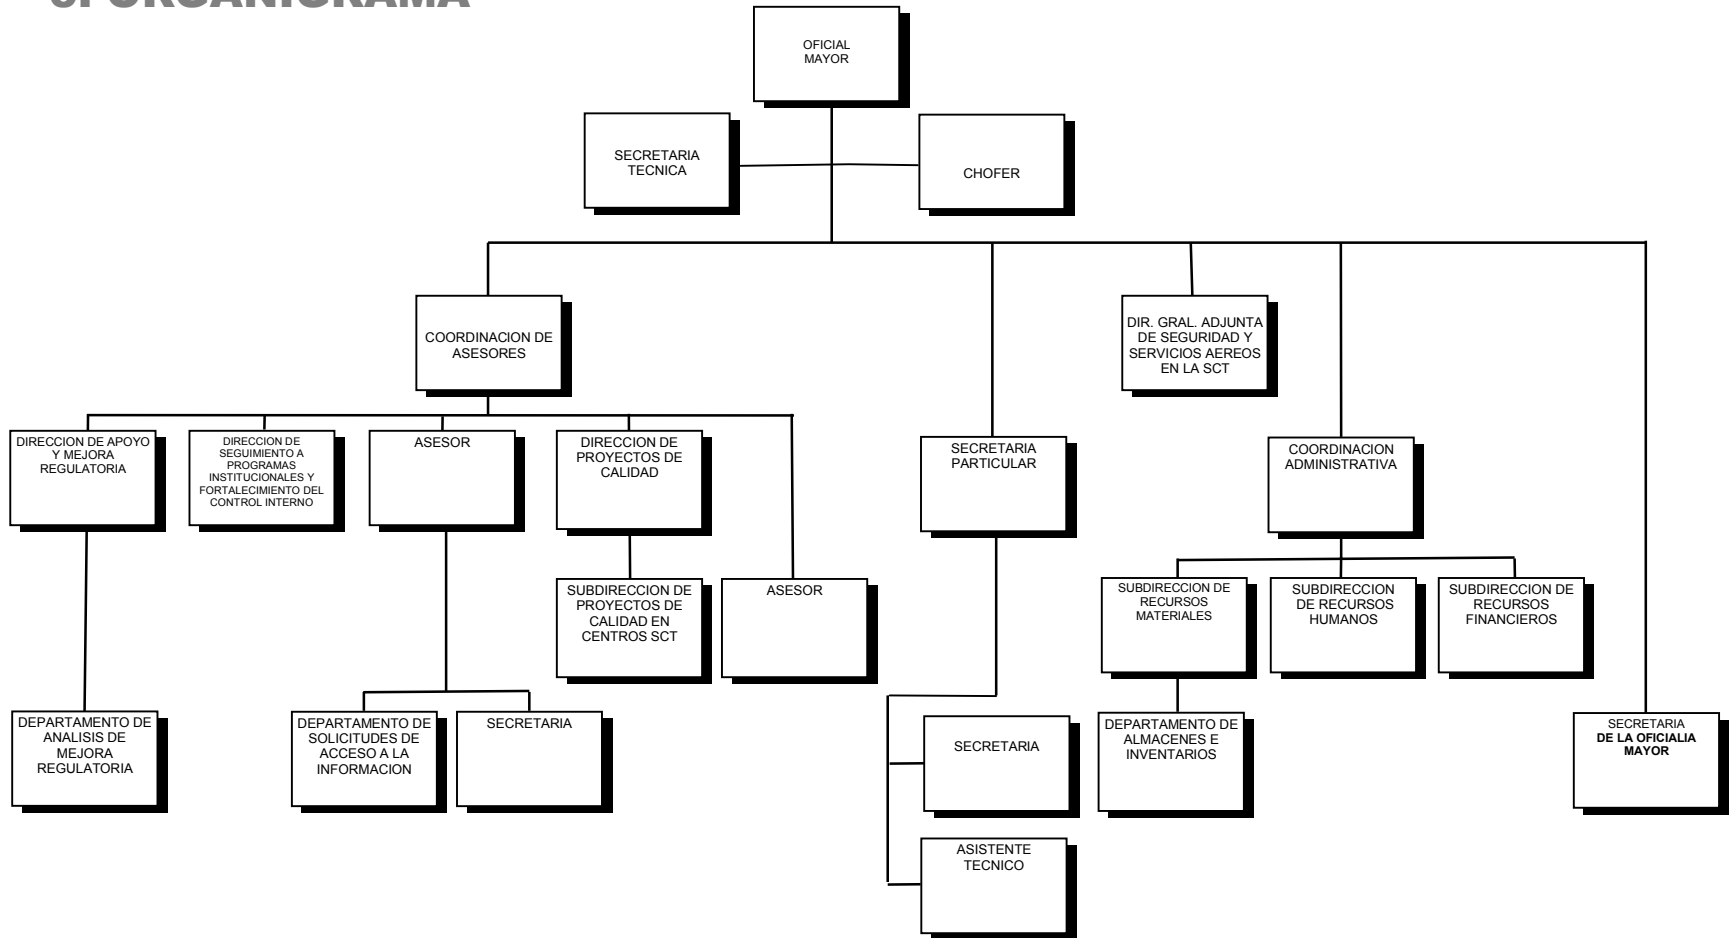 ORGANIGRAMA
OFICIAL
MAYOR
SECRETARIA
TECNICA
CHOFER
COORDINACION DE
ASESORES
DIR. GRAL. ADJUNTA
DE SEGURIDAD Y
SERVICIOS AEREOS
EN LA SCT
DIRECCION DE APOYO
Y MEJORA
REGULATORIA
DIRECCION DE
SEGUIMIENTO A
PROGRAMAS
INSTITUCIONALES Y
FORTALECIMIENTO DEL
CONTROL INTERNO
ASESOR
DIRECCION DE
PROYECTOS DE
CALIDAD
SECRETARIA
PARTICULAR
COORDINACION
ADMINISTRATIVA
SUBDIRECCION DE
PROYECTOS DE
CALIDAD EN
CENTROS SCT
ASESOR
SUBDIRECCION DE
RECURSOS
MATERIALES
SUBDIRECCION
DE RECURSOS
HUMANOS
SUBDIRECCION DE
RECURSOS
FINANCIEROS
DEPARTAMENTO DE
ANALISIS DE
MEJORA
REGULATORIA
DEPARTAMENTO DE
SOLICITUDES DE
ACCESO A LA
INFORMACION
SECRETARIA
SECRETARIA
DEPARTAMENTO DE
ALMACENES E
INVENTARIOS
SECRETARIA
DE LA OFICIALIA
MAYOR
ASISTENTE
TECNICO